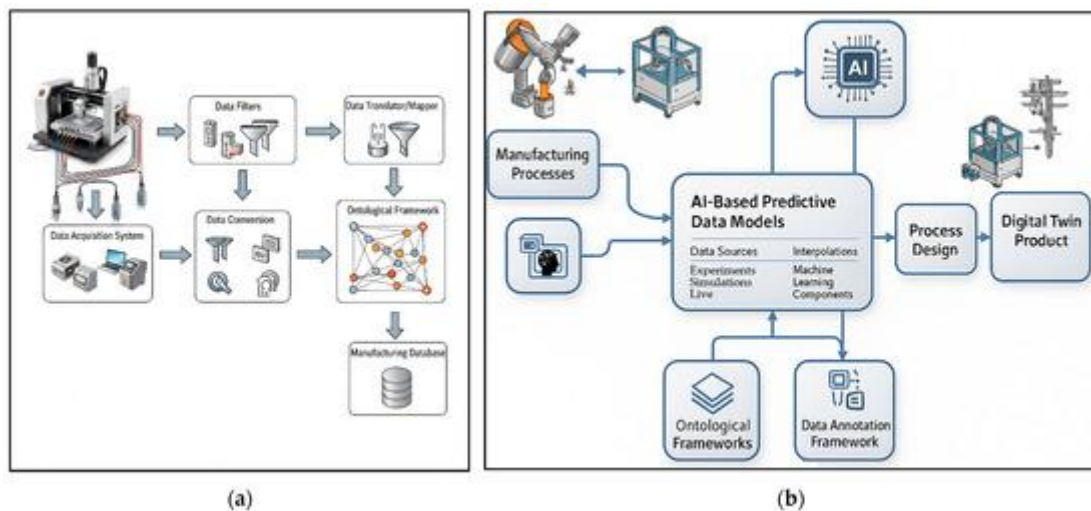 Data Filters
Data Translator/Mapper
Data Acquisition System
Data Conversion
Ontological Framework
Manufacturing Database
(a)
AI
Manufacturing
Processes
AI-Based Predictive
Data Models
Data Sources
Interpolations
Experiments
Machine
Simulations
Learning
Live
Components
Process
Design
Digital Twin
Product
Ontological
Frameworks
Data Annotation
Framework
(b)